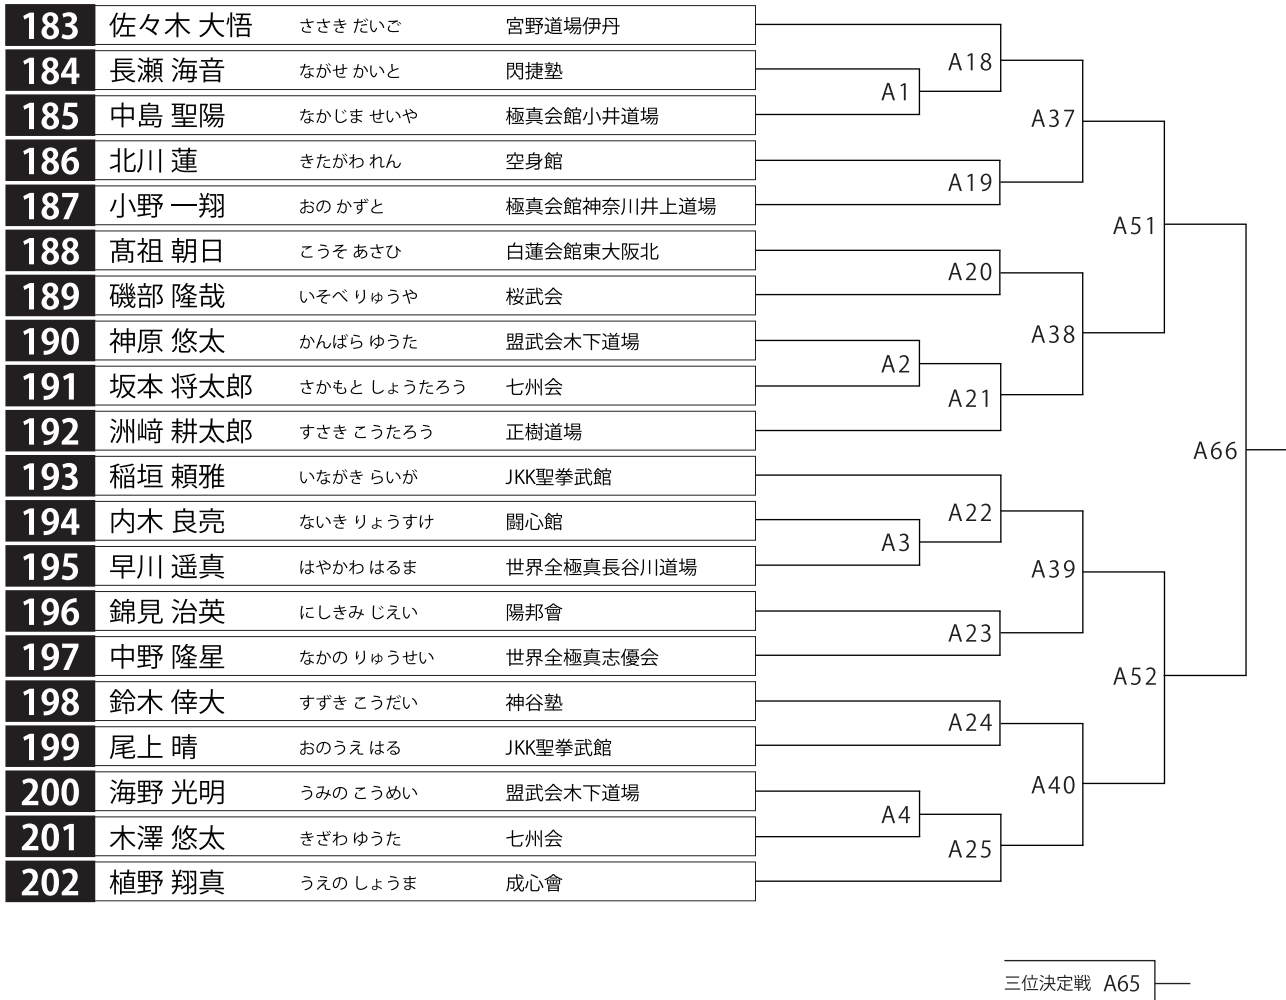 183 佐々木 大悟 ささき だいご 宮野道場伊丹
184 長瀬 海音 ながせ かいと 閃捷塾
185 中島 聖陽 なかじま せいや 極真会館小井道場
186 北川 蓮 きたがわ れん 空身館
187 小野 一翔 おの かずと 極真会館神奈川井上道場
188 髙祖 朝日 こうそ あさひ 白蓮会館東大阪北
189 磯部 隆哉 いそべ りゅうや 桜武会
190 神原 悠太 かんばら ゆうた 盟武会木下道場
191 坂本 将太郎 さかもと しょうたろう 七州会
192 洲﨑 耕太郎 すさき こうたろう 正樹道場
193 稲垣 頼雅 いながき らいが JKK聖拳武館
194 内木 良亮 ないき りょうすけ 闘心館
195 早川 遥真 はやかわ はるま 世界全極真長谷川道場
196 錦見 治英 にしきみ じえい 陽邦會
197 中野 隆星 なかの りゅうせい 世界全極真志優会
198 鈴木 倖大 すずき こうだい 神谷塾
199 尾上 晴 おのうえ はる JKK聖拳武館
200 海野 光明 うみの こうめい 盟武会木下道場
201 木澤 悠太 きざわ ゆうた 七州会
202 植野 翔真 うえの しょうま 成心會
A1
A2
A3
A4
A18
A19
A20
A21
A22
A23
A24
A25
A37
A38
A39
A40
A51
A52
A66
三位決定戦 A65